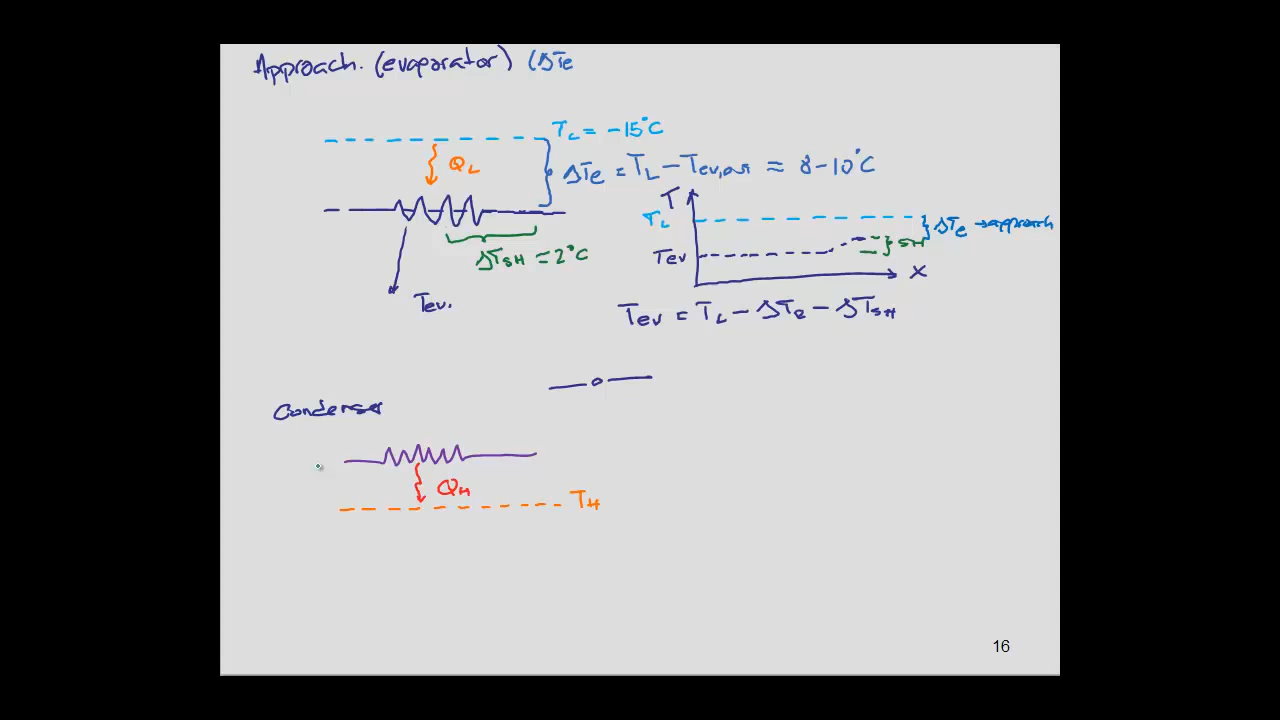 Approach. (evaporator) (ΔTe
TL = -15°C
QL
ΔTe = TL - Tev,out ≈ 8-10°C
T
TL
ΔTe → approach
SH
ΔTSH = 2°C
Tev
x
Tev.
Tev = TL - ΔTe - ΔTSH
Condenser
QH
TH
16